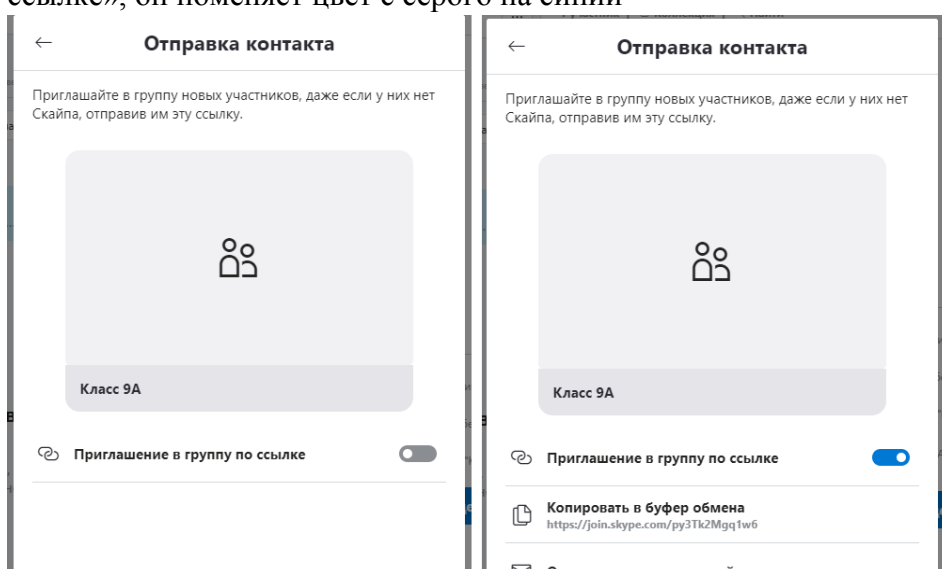 ссылке», он поменяет цвет с серого на синий
Отправка контакта
Приглашайте в группу новых участников, даже если у них нет
Скайпа, отправив им эту ссылку.
Класс 9А
Приглашение в группу по ссылке
Отправка контакта
Приглашайте в группу новых участников, даже если у них нет
Скайпа, отправив им эту ссылку.
Класс 9А
Приглашение в группу по ссылке
Копировать в буфер обмена
https://join.skype.com/py3Tk2Mgq1w6